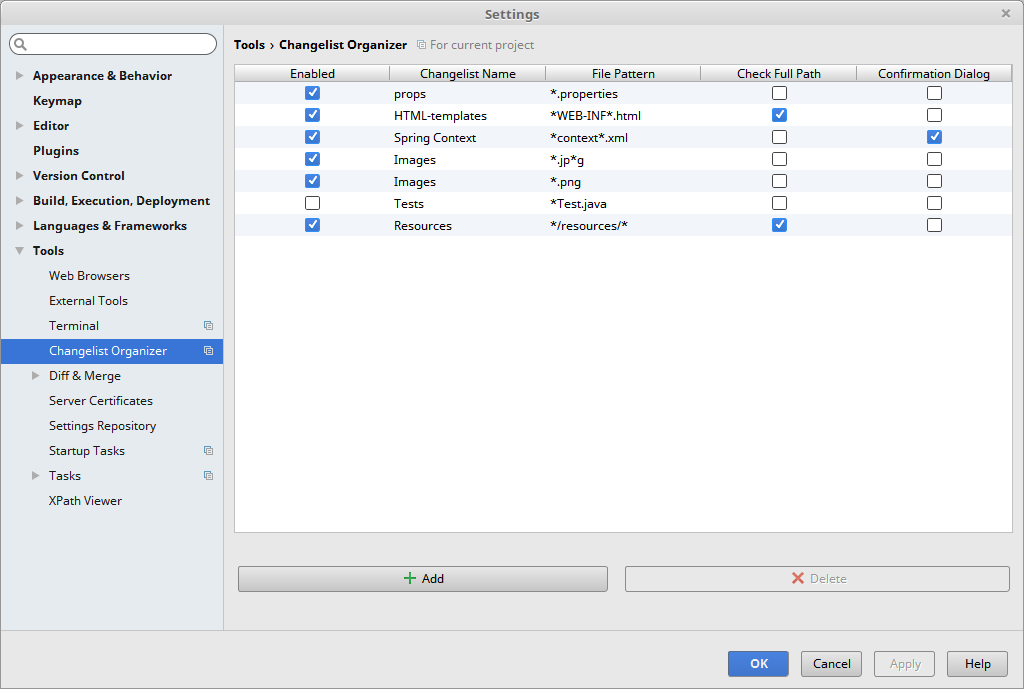 Settings
Tools › Changelist Organizer For current project
Appearance & Behavior
Keymap
Editor
Plugins
Version Control
Build, Execution, Deployment
Languages & Frameworks
Tools
Web Browsers
External Tools
Terminal
Changelist Organizer
Diff & Merge
Server Certificates
Settings Repository
Startup Tasks
Tasks
XPath Viewer
Enabled Changelist Name File Pattern Check Full Path Confirmation Dialog
props *.properties
HTML-templates *WEB-INF*.html
Spring Context *context*.xml
Images *.jp*g
Images *.png
Tests *Test.java
Resources */resources/*
Add Delete
OK Cancel Apply Help